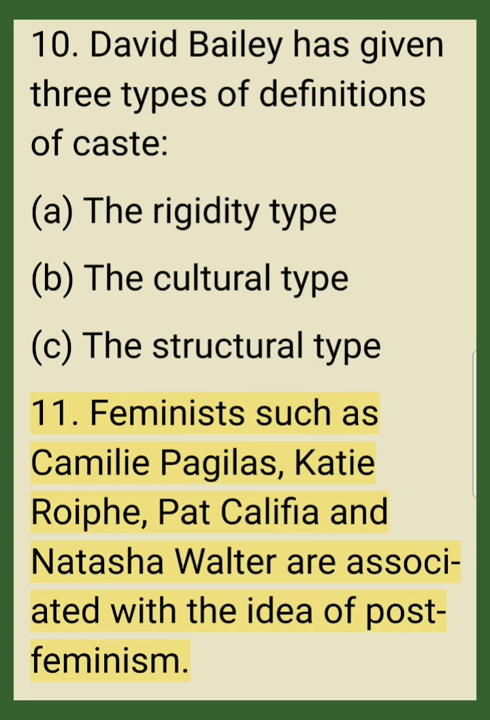 10. David Bailey has given
three types of definitions
of caste:
(a) The rigidity type
(b) The cultural type
(c) The structural type
11. Feminists such as
Camilie Pagilas, Katie
Roiphe, Pat Califia and
Natasha Walter are associ-
ated with the idea of post-
feminism.